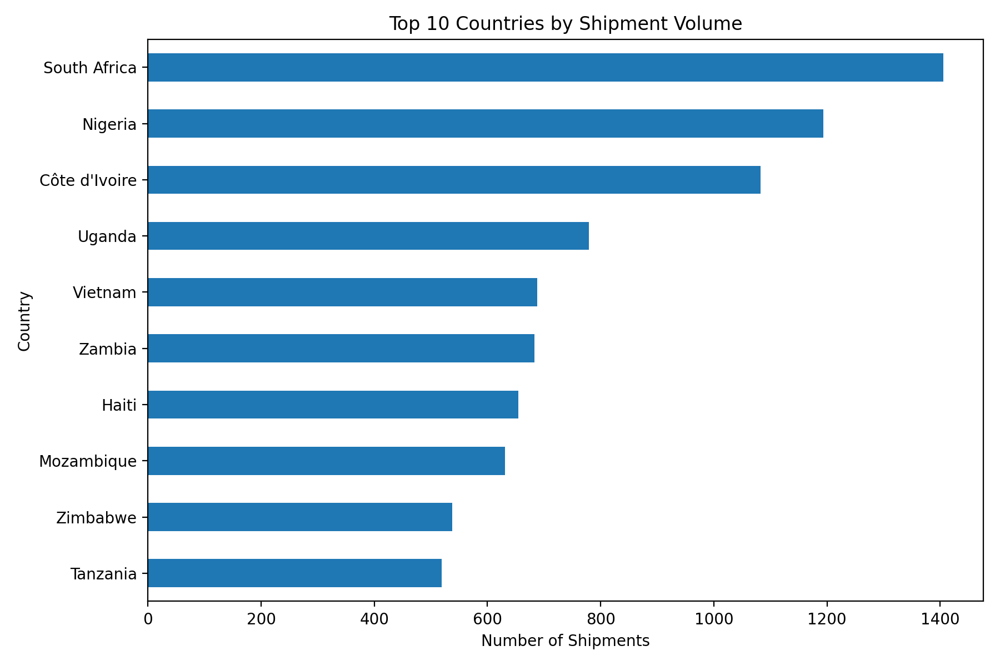 Top 10 Countries by Shipment Volume
South Africa
Nigeria
Côte d'Ivoire
Uganda
Vietnam
Zambia
Haiti
Mozambique
Zimbabwe
Tanzania
Country
0 200 400 600 800 1000 1200 1400
Number of Shipments